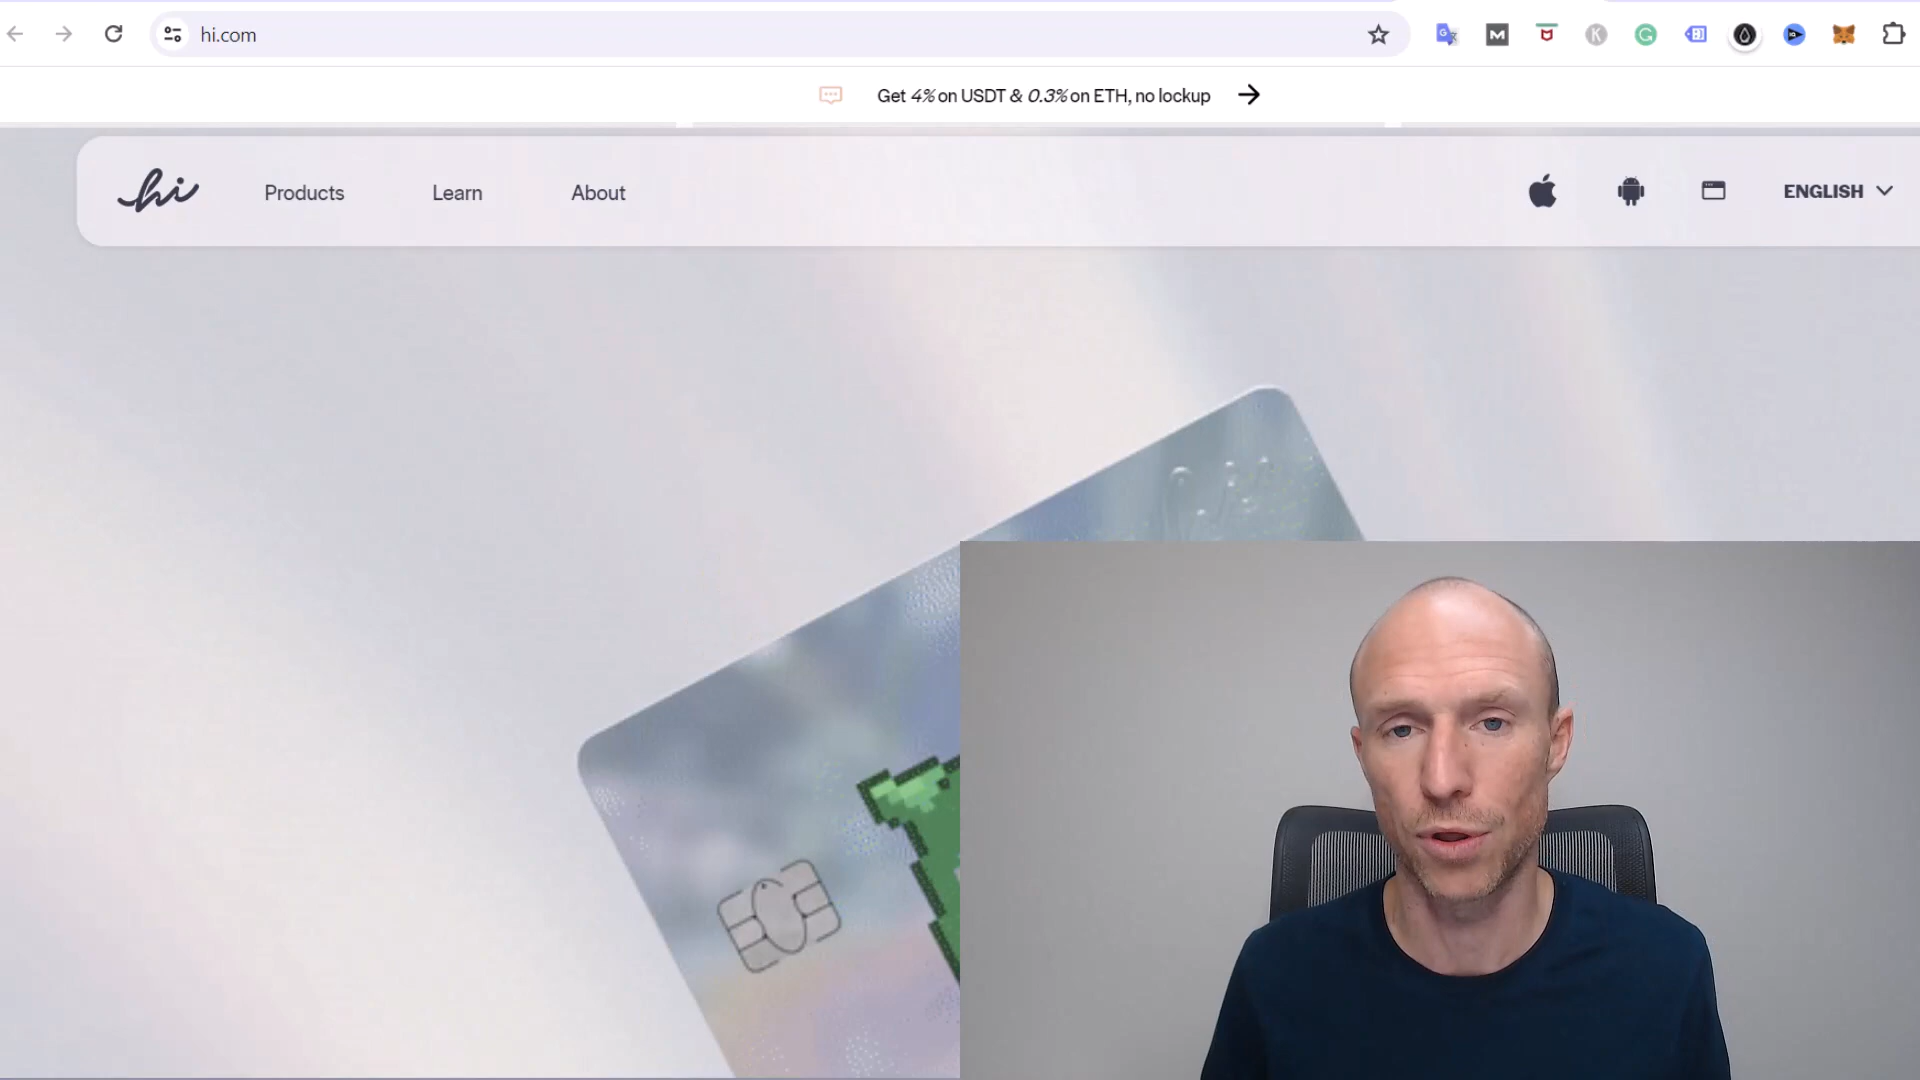 hi.com
Get 4% on USDT & 0.3% on ETH, no lockup
hi
Products
Learn
About
ENGLISH